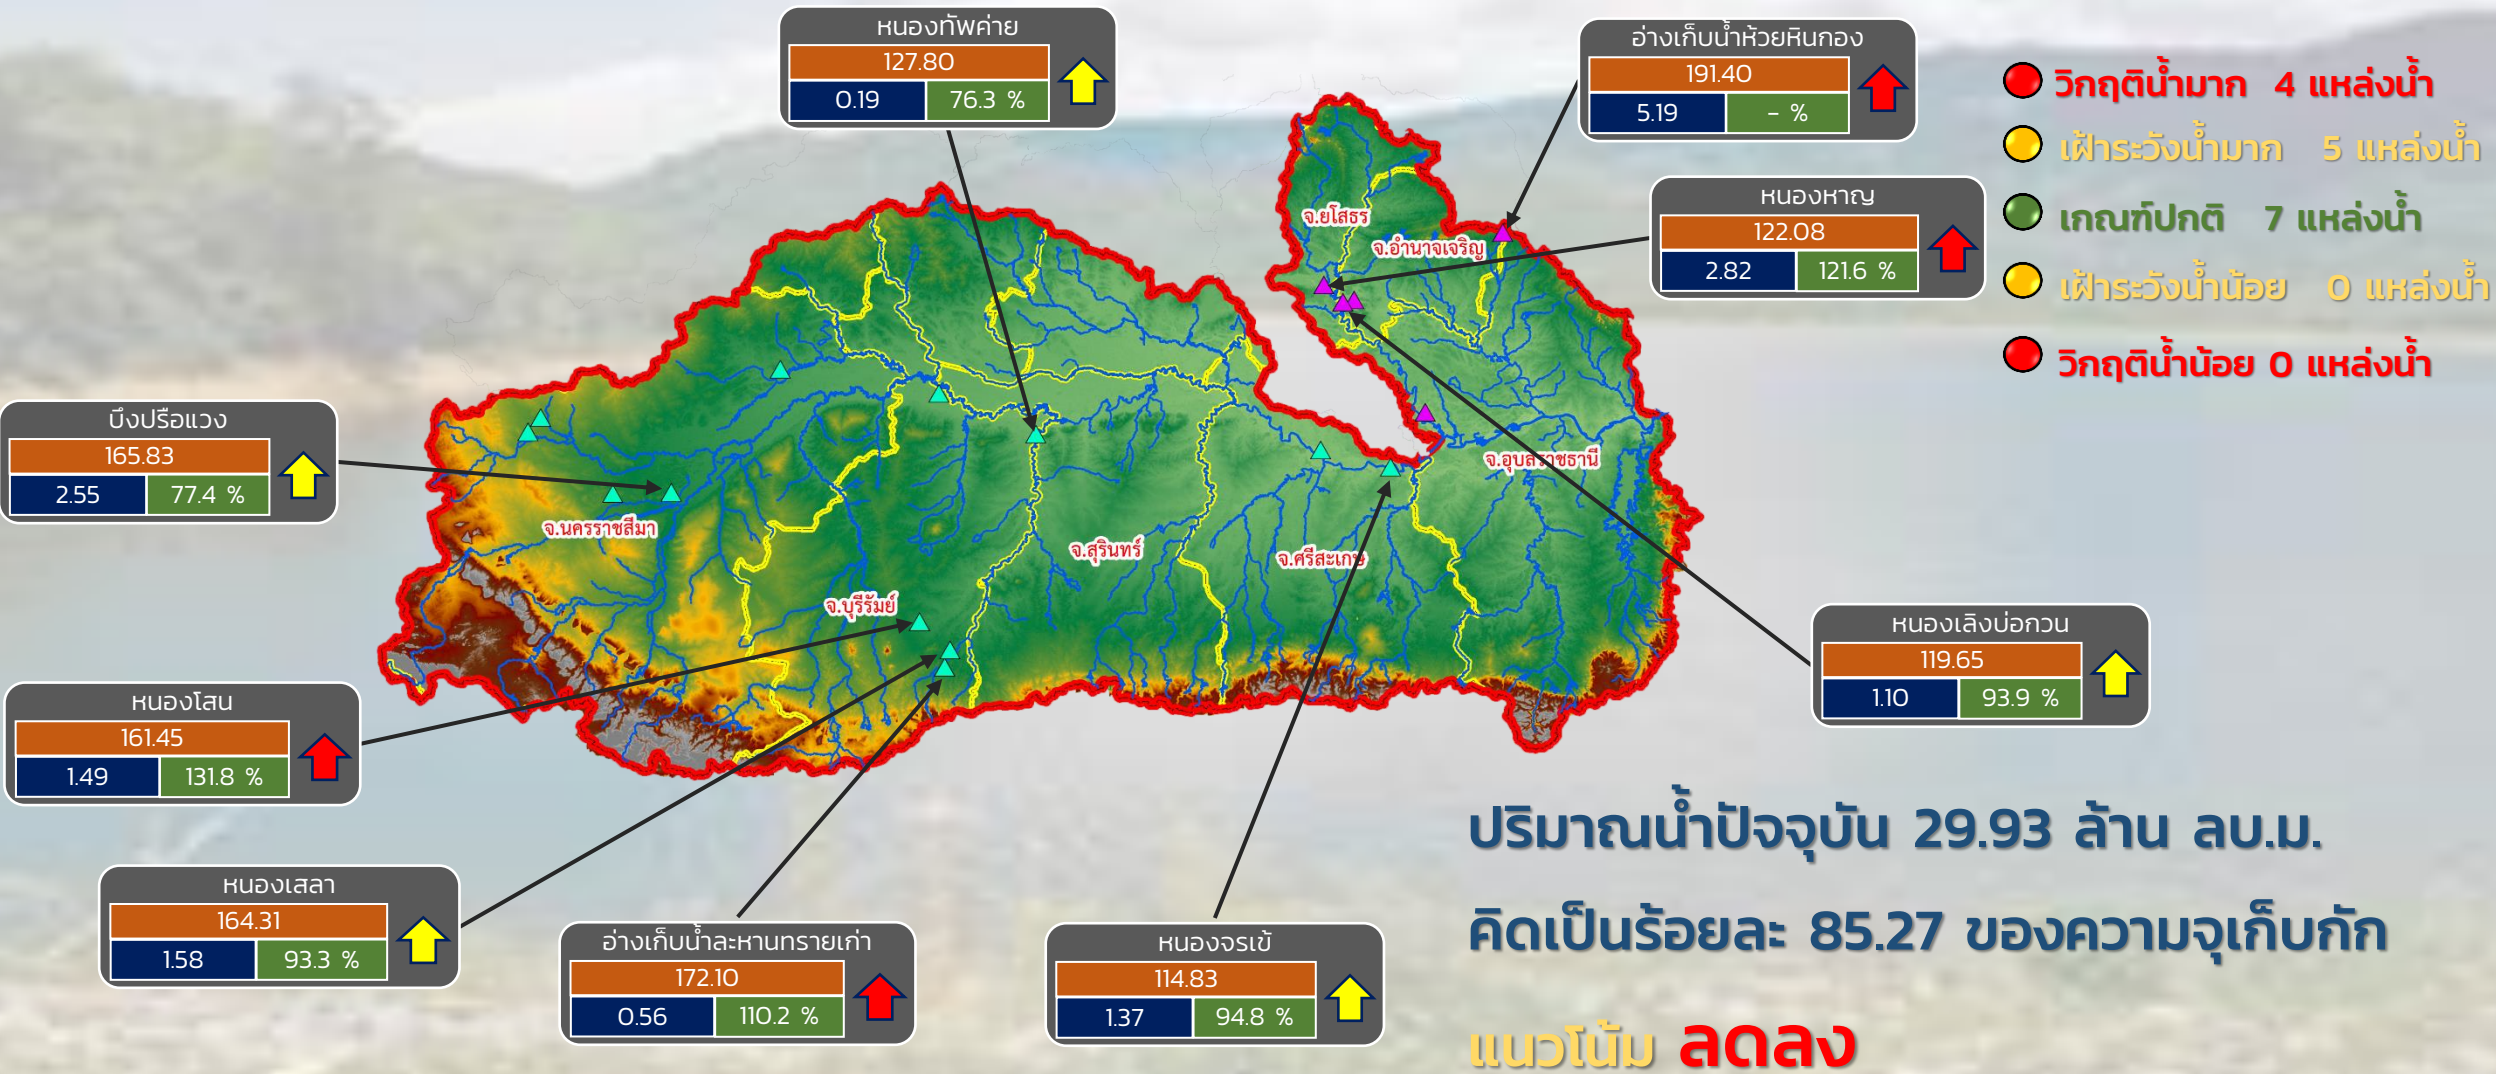 หนองทัพค่าย
127.80
0.19 76.3 %
อ่างเก็บน้ำห้วยหินกอง
191.40
5.19 - %
วิกฤติน้ำมาก 4 แหล่งน้ำ
เฝ้าระวังน้ำมาก 5 แหล่งน้ำ
เกณฑ์ปกติ 7 แหล่งน้ำ
เฝ้าระวังน้ำน้อย 0 แหล่งน้ำ
วิกฤติน้ำน้อย 0 แหล่งน้ำ
หนองหาญ
122.08
2.82 121.6 %
จ.ยโสธร
จ.อำนาจเจริญ
บึงปรือแวง
165.83
2.55 77.4 %
จ.อุบลราชธานี
จ.นครราชสีมา
จ.สุรินทร์
จ.ศรีสะเกษ
จ.บุรีรัมย์
หนองเลิงบ่อกวน
119.65
1.10 93.9 %
หนองโสน
161.45
1.49 131.8 %
หนองเสลา
164.31
1.58 93.3 %
อ่างเก็บน้ำละหานทรายเก่า
172.10
0.56 110.2 %
หนองจรเข้
114.83
1.37 94.8 %
ปริมาณน้ำปัจจุบัน 29.93 ล้าน ลบ.ม.
คิดเป็นร้อยละ 85.27 ของความจุเก็บกัก
แนวโน้ม ลดลง